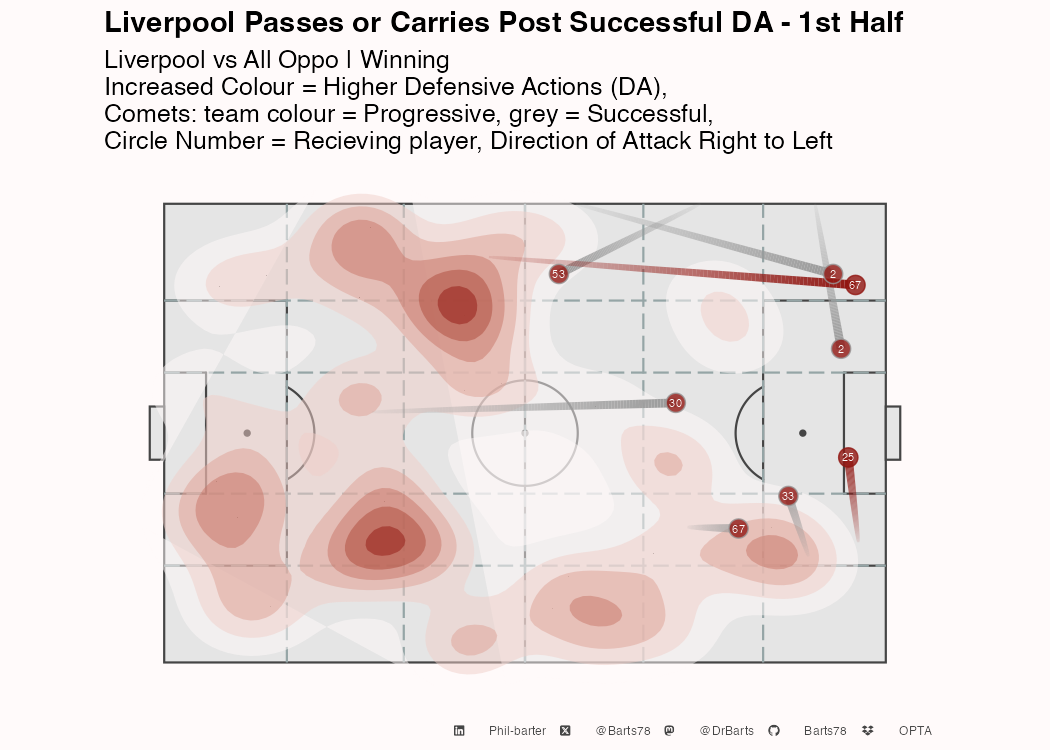 Liverpool Passes or Carries Post Successful DA - 1st Half
Liverpool vs All Oppo | Winning
Increased Colour = Higher Defensive Actions (DA),
Comets: team colour = Progressive, grey = Successful,
Circle Number = Recieving player, Direction of Attack Right to Left
53
2
67
2
30
25
33
67
Phil-barter @Barts78 @DrBarts Barts78 OPTA